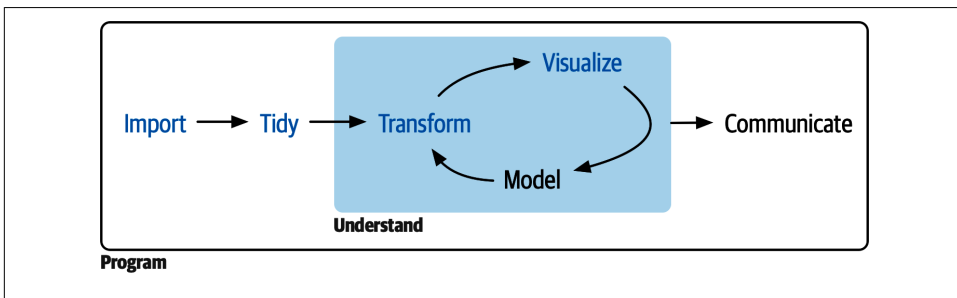 Visualize
Import Tidy Transform Communicate
Model
Understand
Program